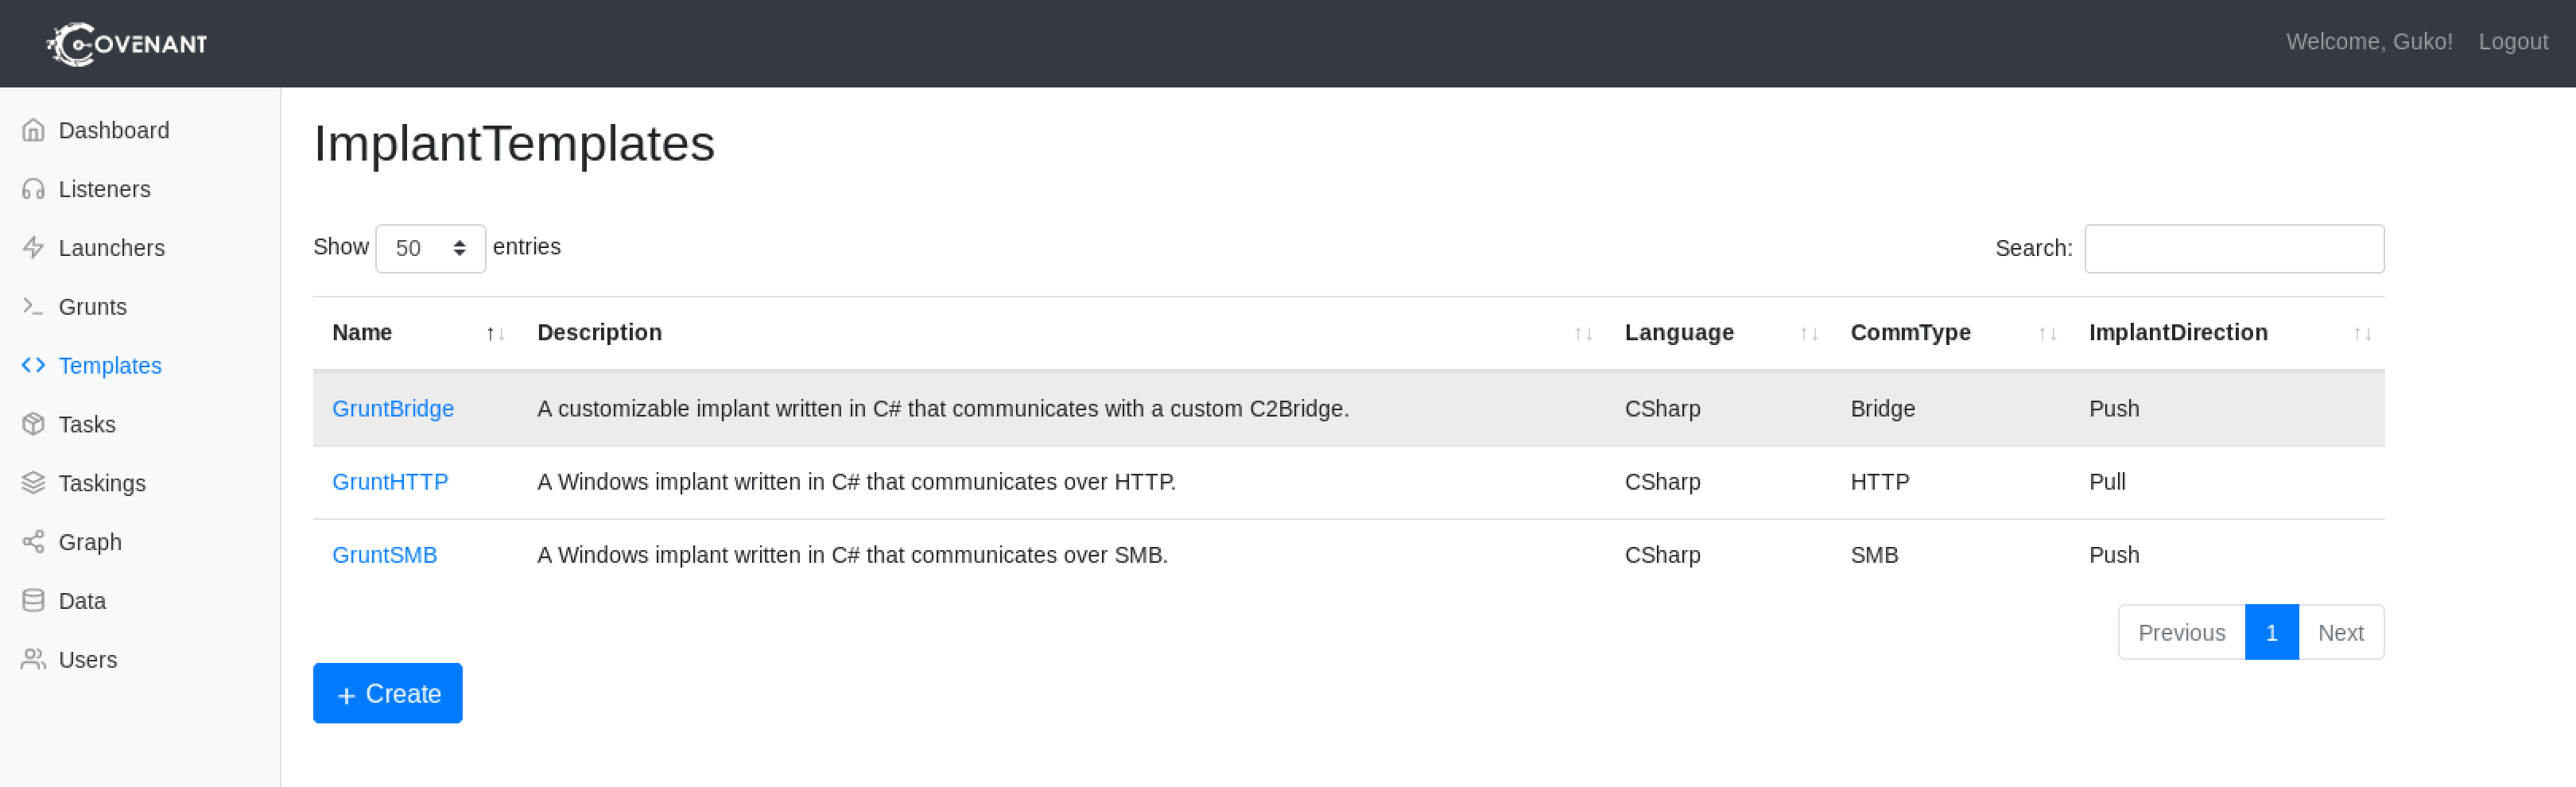 COVENANT
Welcome, Guko! Logout
Dashboard
Listeners
Launchers
Grunts
Templates
Tasks
Taskings
Graph
Data
Users
ImplantTemplates
Show 50 entries
Search:
Name Description Language CommType ImplantDirection
GruntBridge A customizable implant written in C# that communicates with a custom C2Bridge. CSharp Bridge Push
GruntHTTP A Windows implant written in C# that communicates over HTTP. CSharp HTTP Pull
GruntSMB A Windows implant written in C# that communicates over SMB. CSharp SMB Push
Previous 1 Next
+ Create